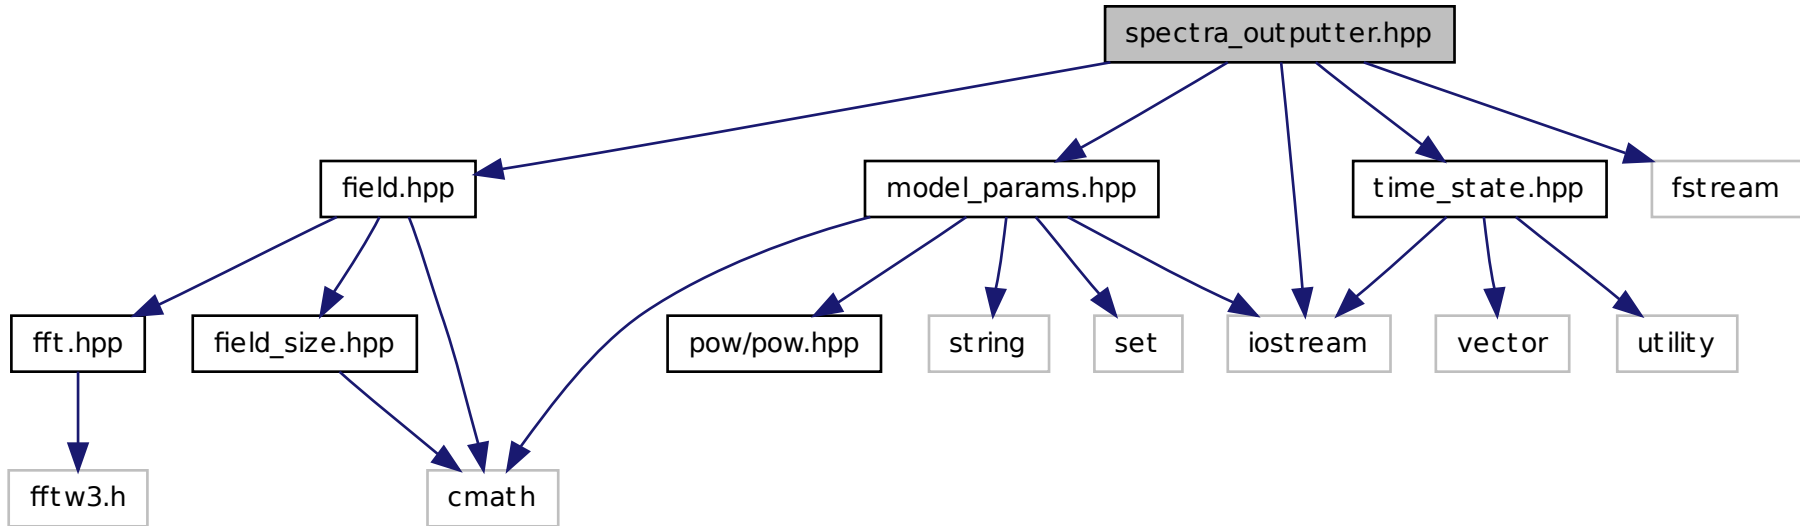 spectra_outputter.hpp
field.hpp
model_params.hpp
time_state.hpp
fstream
fft.hpp
field_size.hpp
pow/pow.hpp
string
set
iostream
vector
utility
fftw3.h
cmath